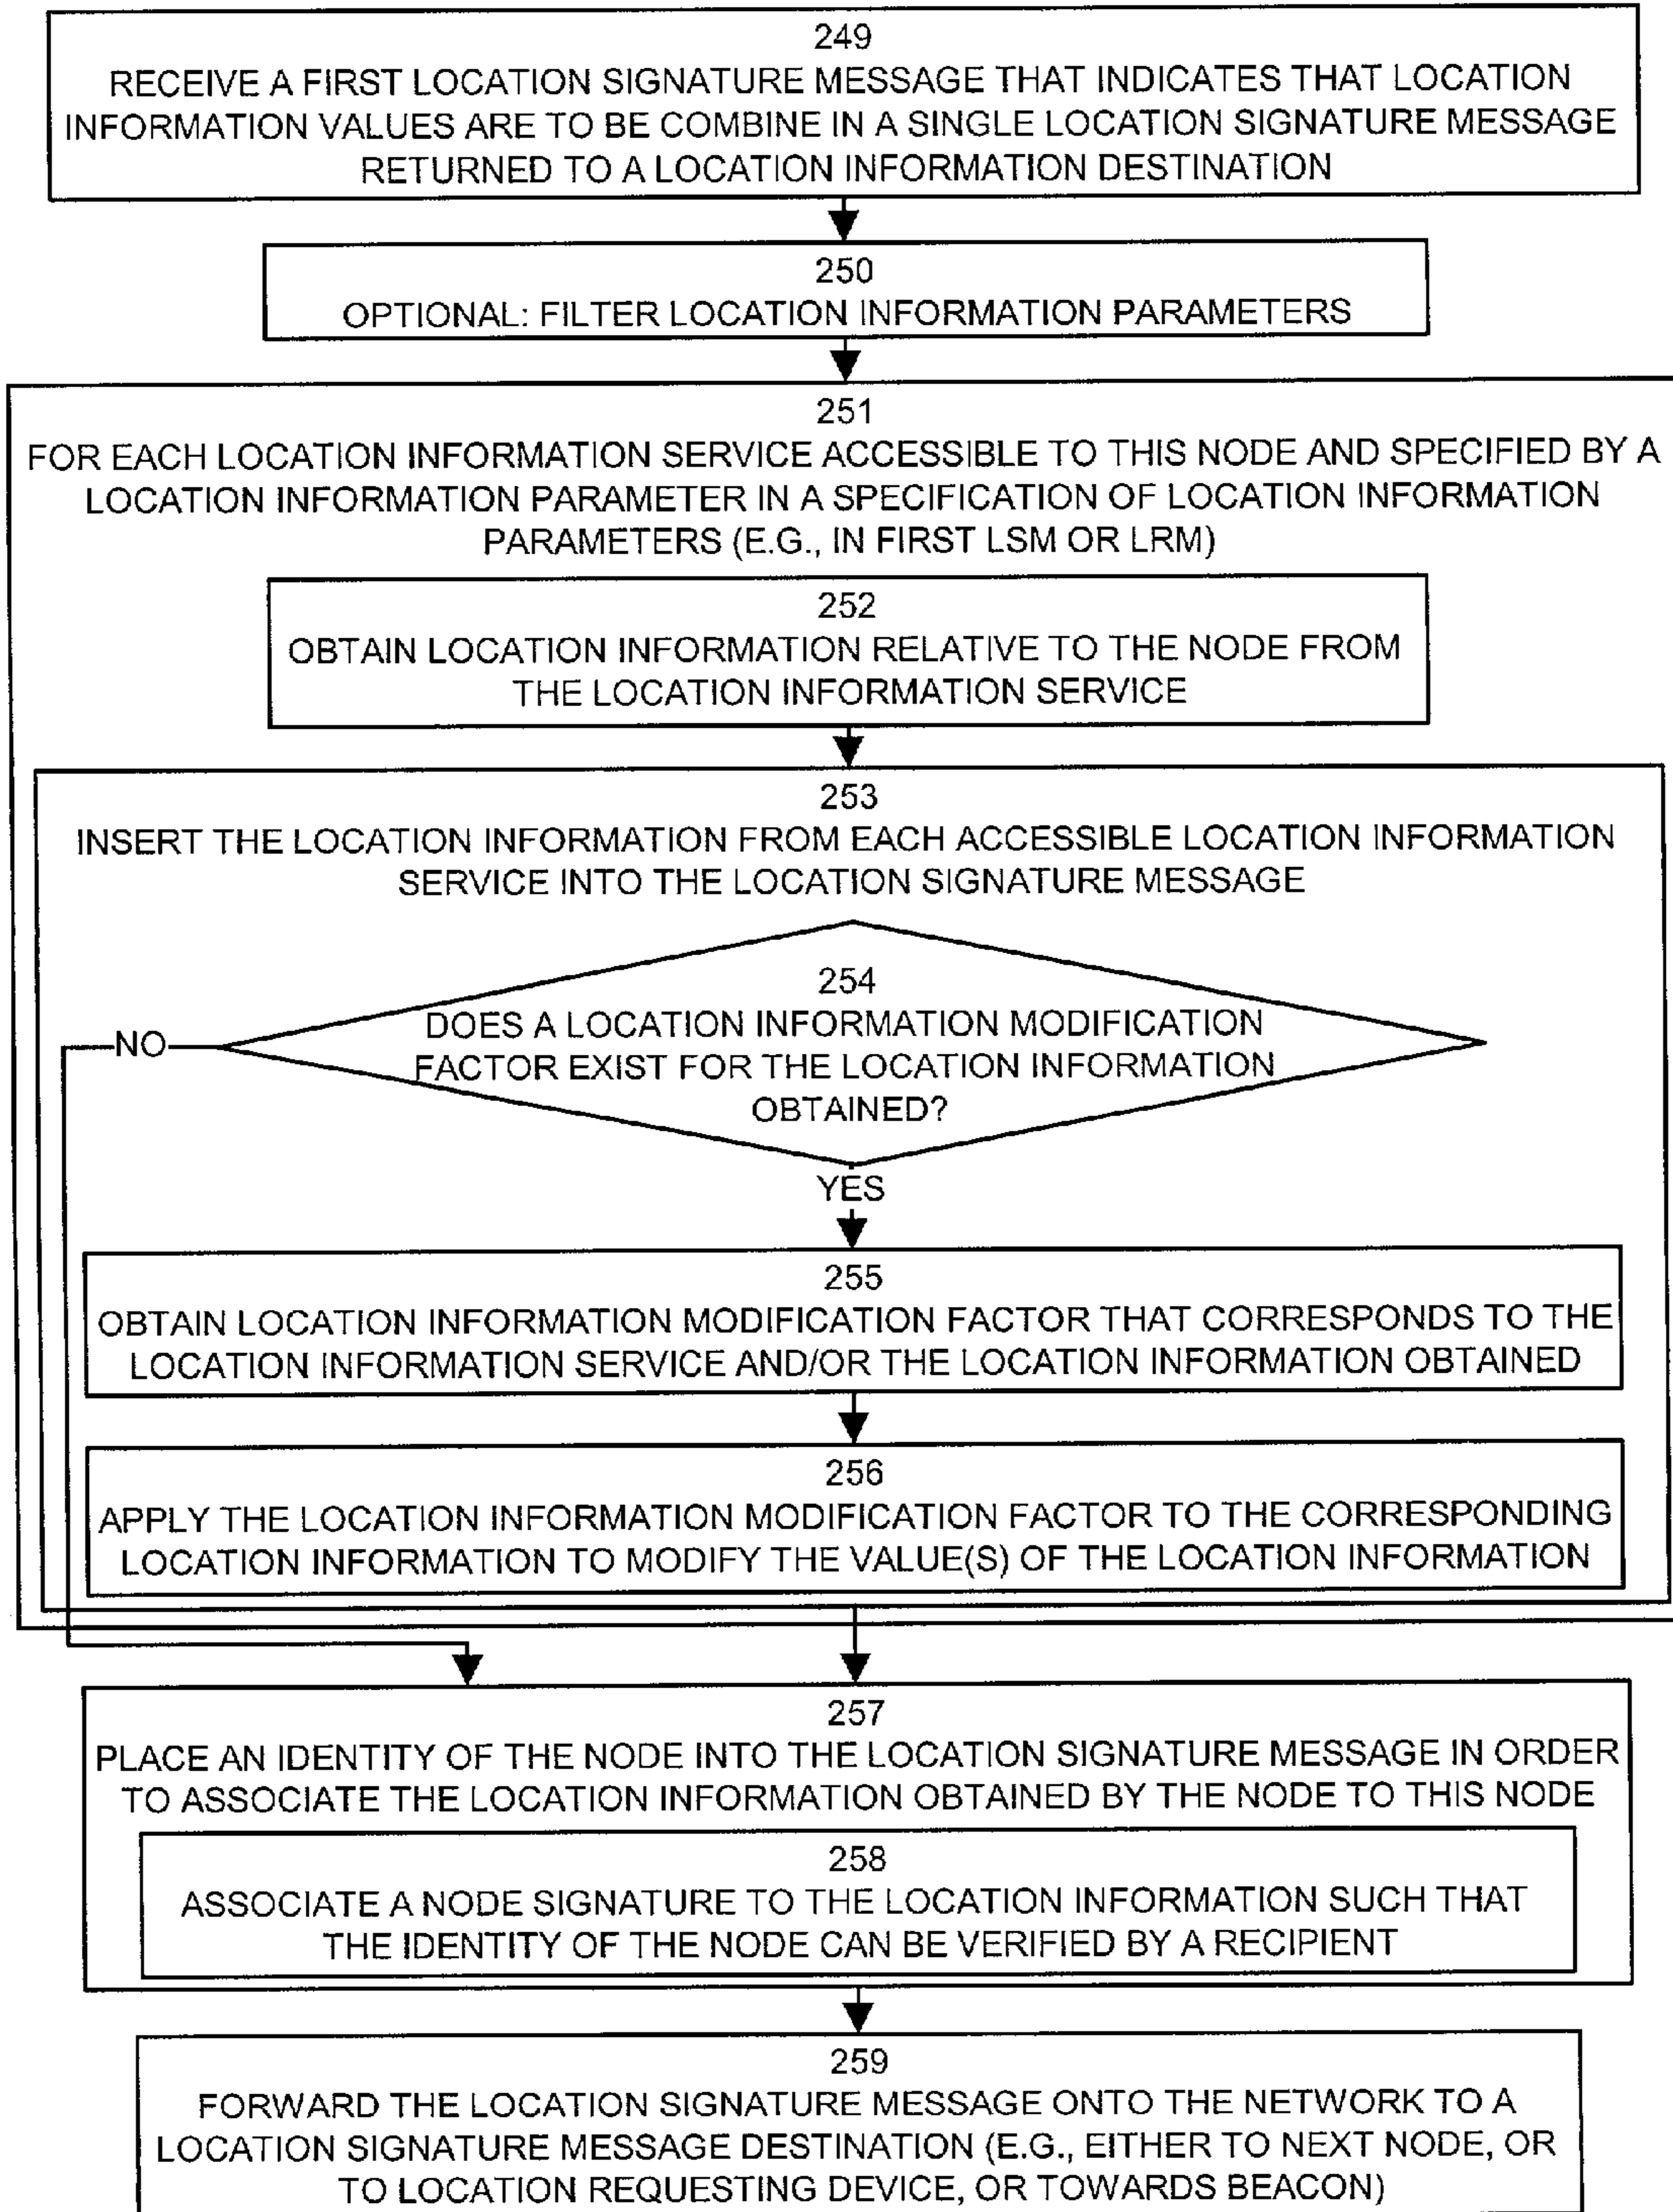 249
RECEIVE A FIRST LOCATION SIGNATURE MESSAGE THAT INDICATES THAT LOCATION
INFORMATION VALUES ARE TO BE COMBINE IN A SINGLE LOCATION SIGNATURE MESSAGE
RETURNED TO A LOCATION INFORMATION DESTINATION
250
OPTIONAL: FILTER LOCATION INFORMATION PARAMETERS
251
FOR EACH LOCATION INFORMATION SERVICE ACCESSIBLE TO THIS NODE AND SPECIFIED BY A
LOCATION INFORMATION PARAMETER IN A SPECIFICATION OF LOCATION INFORMATION
PARAMETERS (E.G., IN FIRST LSM OR LRM)
252
OBTAIN LOCATION INFORMATION RELATIVE TO THE NODE FROM
THE LOCATION INFORMATION SERVICE
253
INSERT THE LOCATION INFORMATION FROM EACH ACCESSIBLE LOCATION INFORMATION
SERVICE INTO THE LOCATION SIGNATURE MESSAGE
254
DOES A LOCATION INFORMATION MODIFICATION
FACTOR EXIST FOR THE LOCATION INFORMATION
OBTAINED?
NO
YES
255
OBTAIN LOCATION INFORMATION MODIFICATION FACTOR THAT CORRESPONDS TO THE
LOCATION INFORMATION SERVICE AND/OR THE LOCATION INFORMATION OBTAINED
256
APPLY THE LOCATION INFORMATION MODIFICATION FACTOR TO THE CORRESPONDING
LOCATION INFORMATION TO MODIFY THE VALUE(S) OF THE LOCATION INFORMATION
257
PLACE AN IDENTITY OF THE NODE INTO THE LOCATION SIGNATURE MESSAGE IN ORDER
TO ASSOCIATE THE LOCATION INFORMATION OBTAINED BY THE NODE TO THIS NODE
258
ASSOCIATE A NODE SIGNATURE TO THE LOCATION INFORMATION SUCH THAT
THE IDENTITY OF THE NODE CAN BE VERIFIED BY A RECIPIENT
259
FORWARD THE LOCATION SIGNATURE MESSAGE ONTO THE NETWORK TO A
LOCATION SIGNATURE MESSAGE DESTINATION (E.G., EITHER TO NEXT NODE, OR
TO LOCATION REQUESTING DEVICE, OR TOWARDS BEACON)